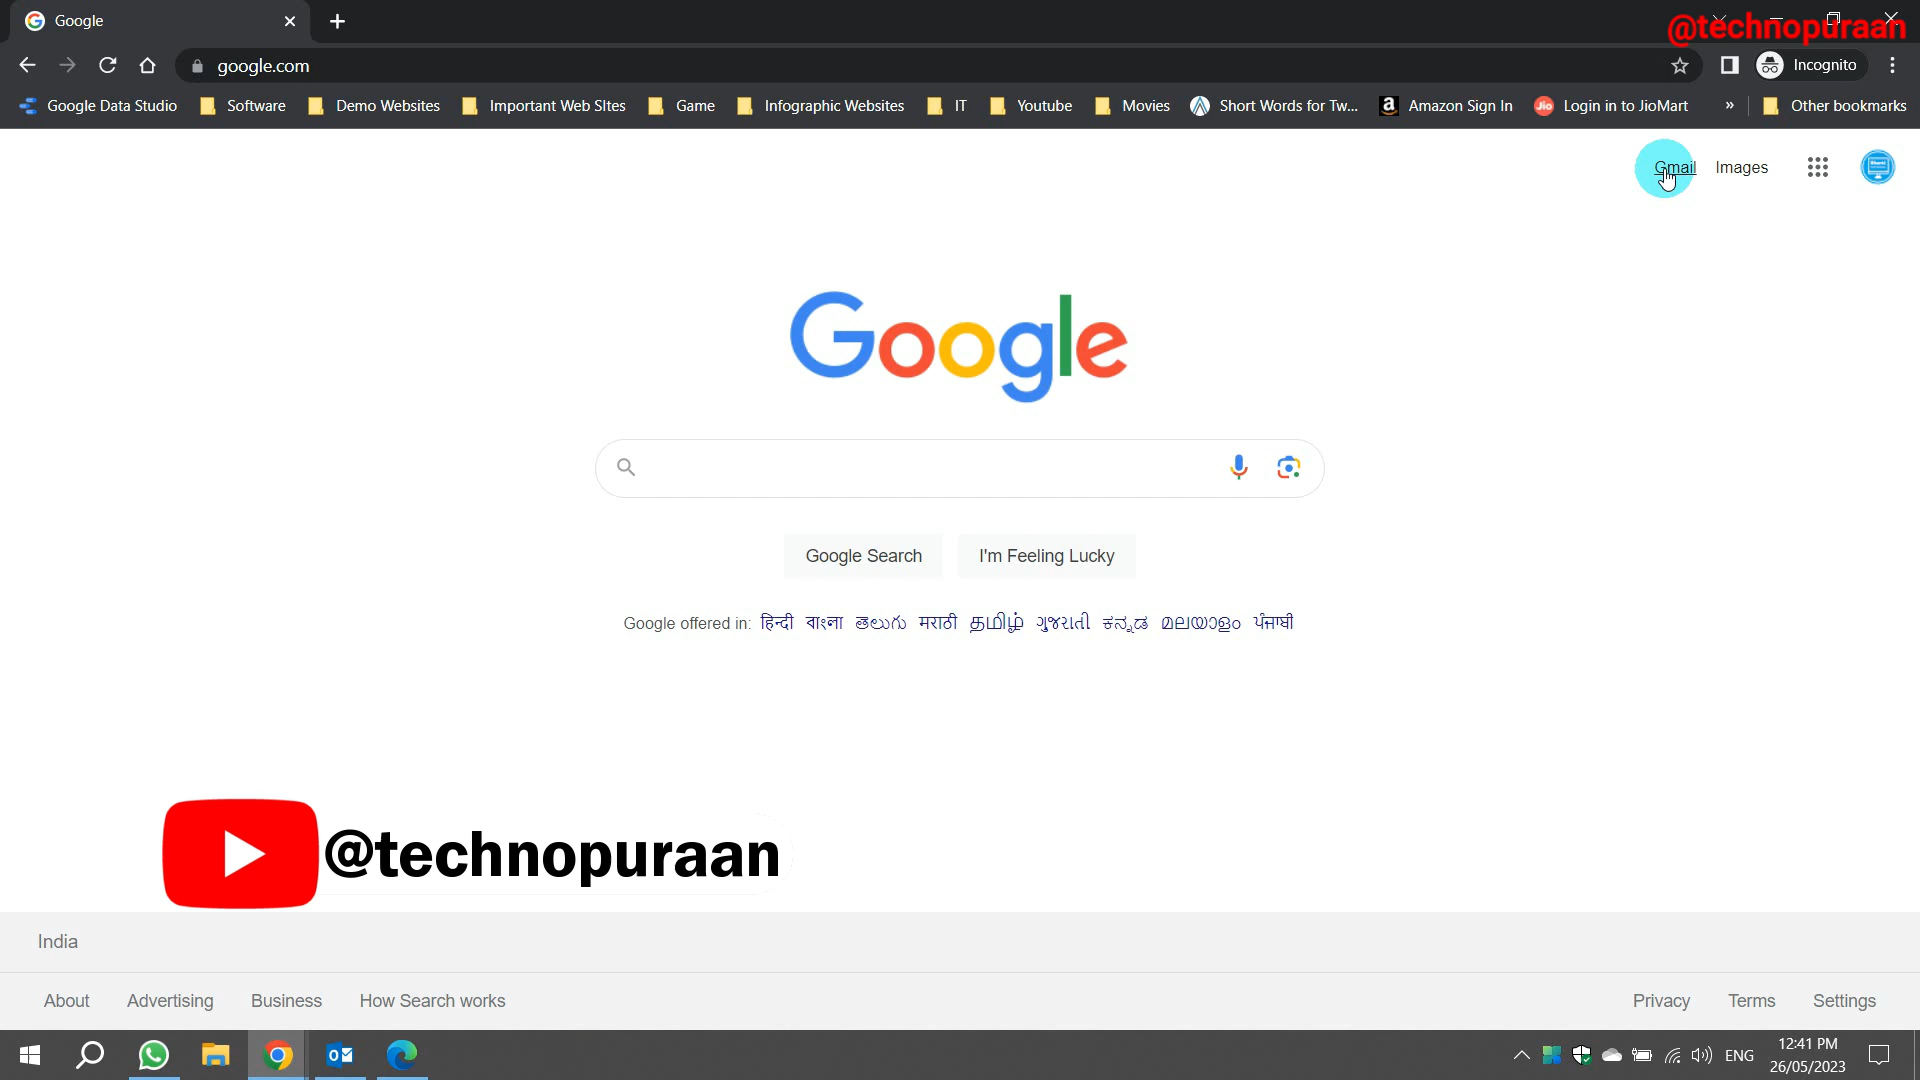 Google
@technopuraan
google.com
Incognito
Google Data Studio Software Demo Websites Important Web SItes Game Infographic Websites IT Youtube Movies Short Words for Tw... Amazon Sign In Jio Login in to JioMart » Other bookmarks
Gmail Images
Google
Google Search I'm Feeling Lucky
Google offered in: हिन्दी বাংলা తెలుగు मराठी தமிழ் ગુજરાતી ಕನ್ನಡ മലയാളം ਪੰਜਾਬੀ
@technopuraan
India
About Advertising Business How Search works Privacy Terms Settings
ENG 12:41 PM
26/05/2023